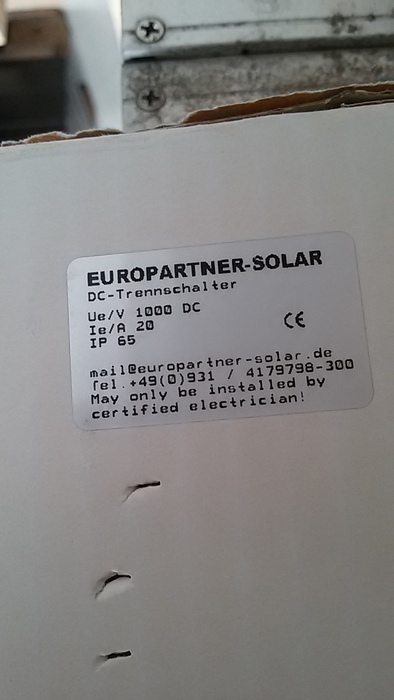 EUROPARTNER-SOLAR
DC-Trennschalter
Ue/V 1000 DC
Ie/A 20
CE
IP 65
mail@europartner-solar.de
Tel.+49(0)931 / 4179798-300
May only be installed by
certified electrician!